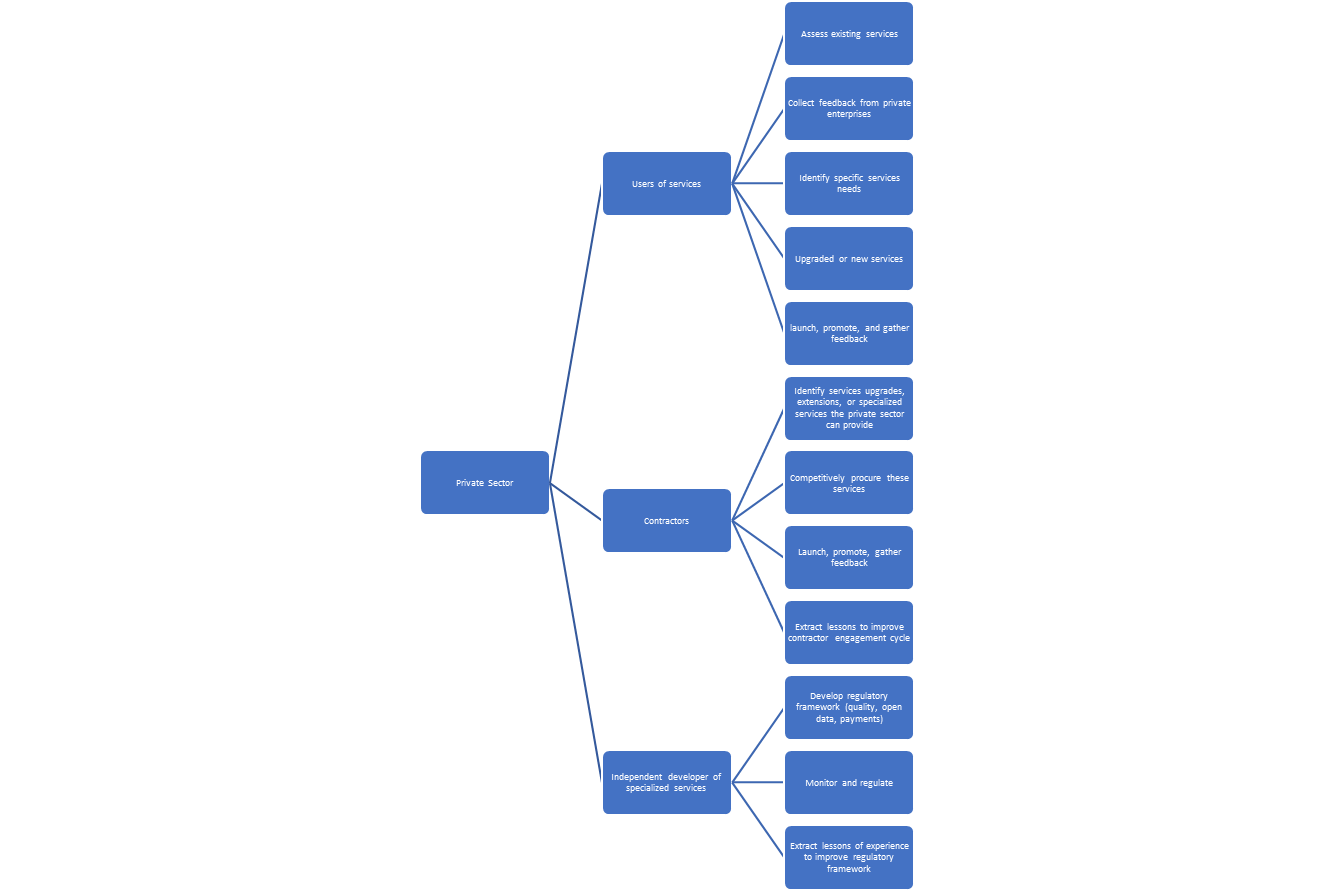 Assess existing services
Collect feedback from private
enterprises
Users of services
Identify specific services
needs
Upgraded or new services
launch, promote, and gather
feedback
Identify services upgrades,
extensions, or specialized
services the private sector
can provide
Private Sector
Competitively procure these
services
Contractors
Launch, promote, gather
feedback
Extract lessons to improve
contractor engagement cycle
Develop regulatory
framework (quality, open
data, payments)
Independent developer of
specialized services
Monitor and regulate
Extract lessons of experience
to improve regulatory
framework